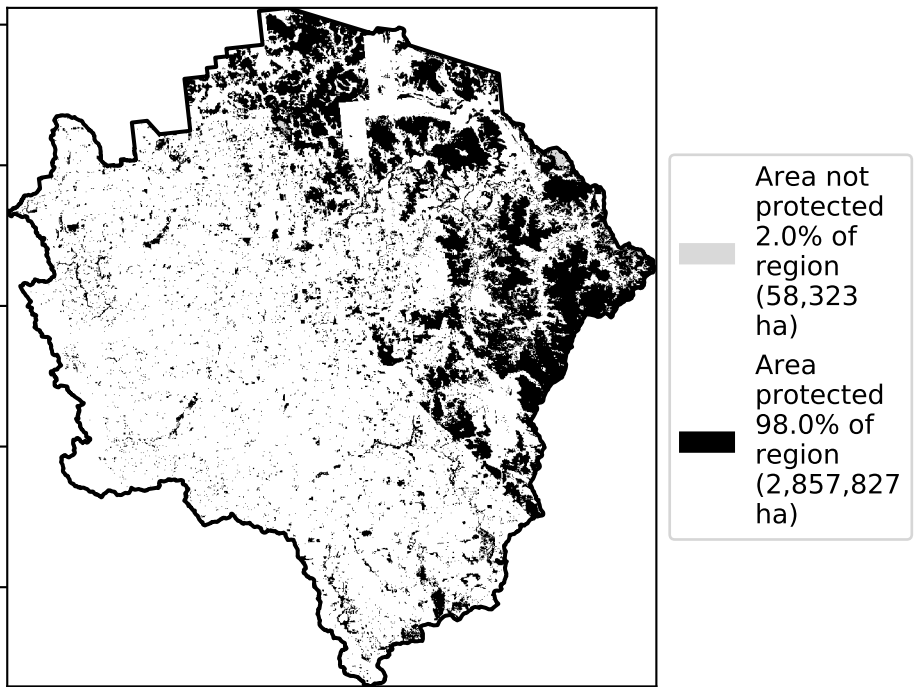 Area not
protected
2.0% of
region
(58,323
ha)
Area
protected
98.0% of
region
(2,857,827
ha)